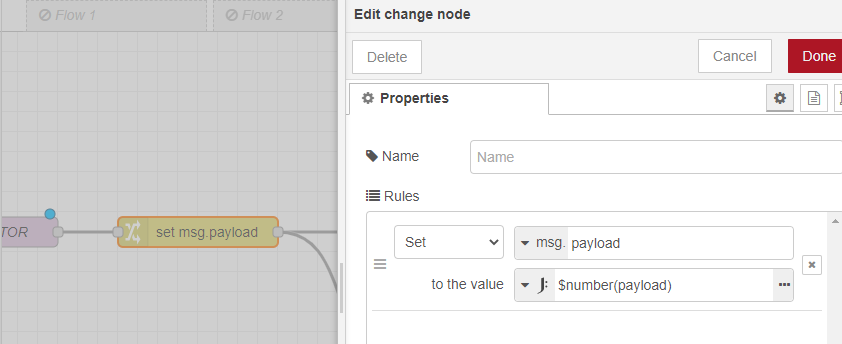 Flow 1
Flow 2
Edit change node
Delete
Cancel
Done
Properties
Name
Name
Rules
TOR
set msg.payload
Set
msg. payload
to the value
J: $number(payload)